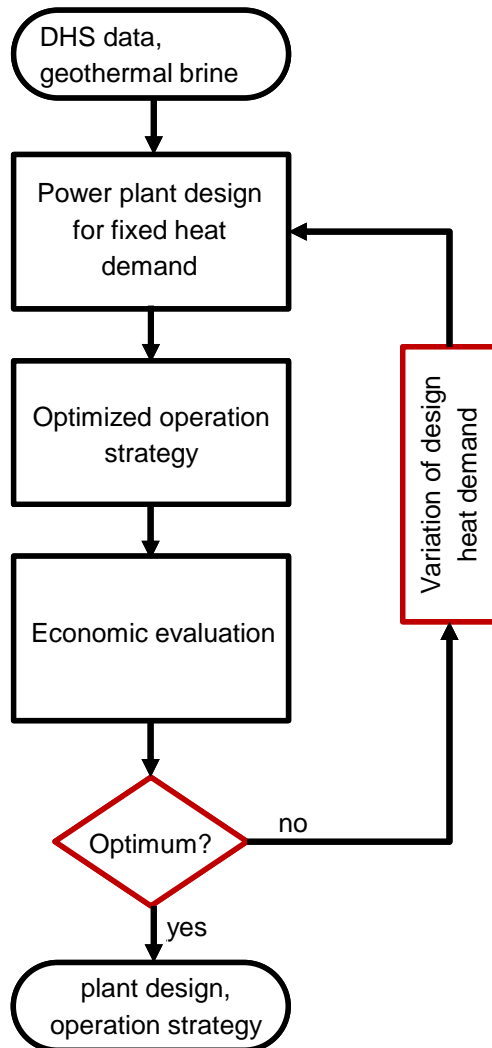 DHS data,
geothermal brine
Power plant design
for fixed heat
demand
Optimized operation
strategy
Variation of design
heat demand
Economic evaluation
Optimum?
no
yes
plant design,
operation strategy